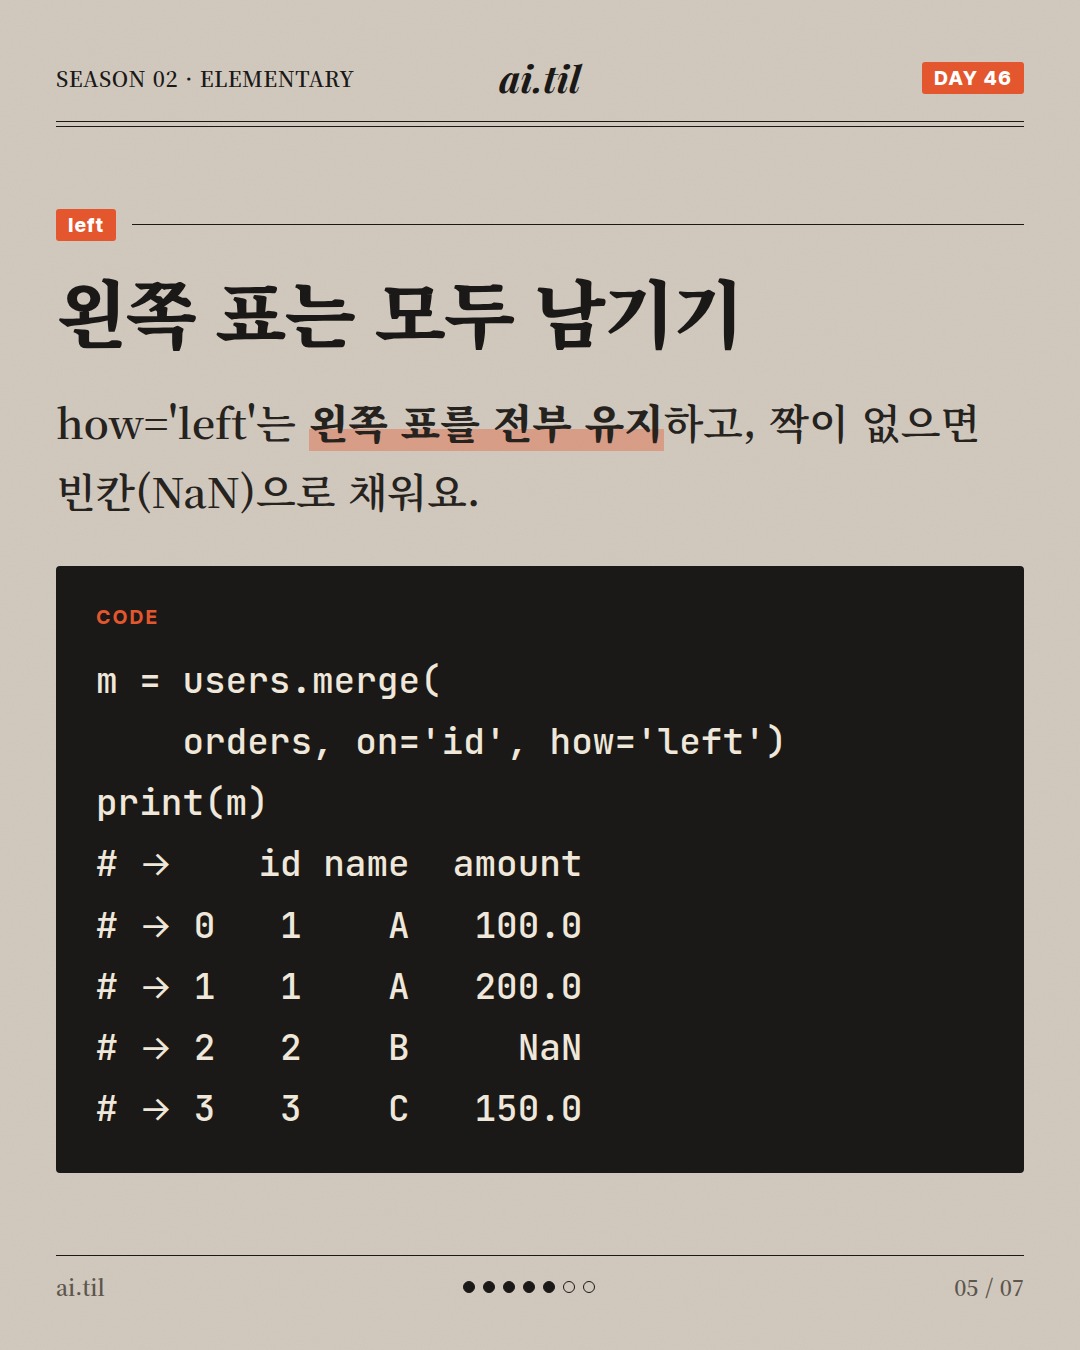 SEASON 02 · ELEMENTARY
ai.til
DAY 46
left
왼쪽 표는 모두 남기기
how='left'는 왼쪽 표를 전부 유지하고, 짝이 없으면
빈칸(NaN)으로 채워요.
CODE
m = users.merge(
    orders, on='id', how='left')
print(m)
# →    id name  amount
# → 0   1    A   100.0
# → 1   1    A   200.0
# → 2   2    B     NaN
# → 3   3    C   150.0
ai.til
05 / 07